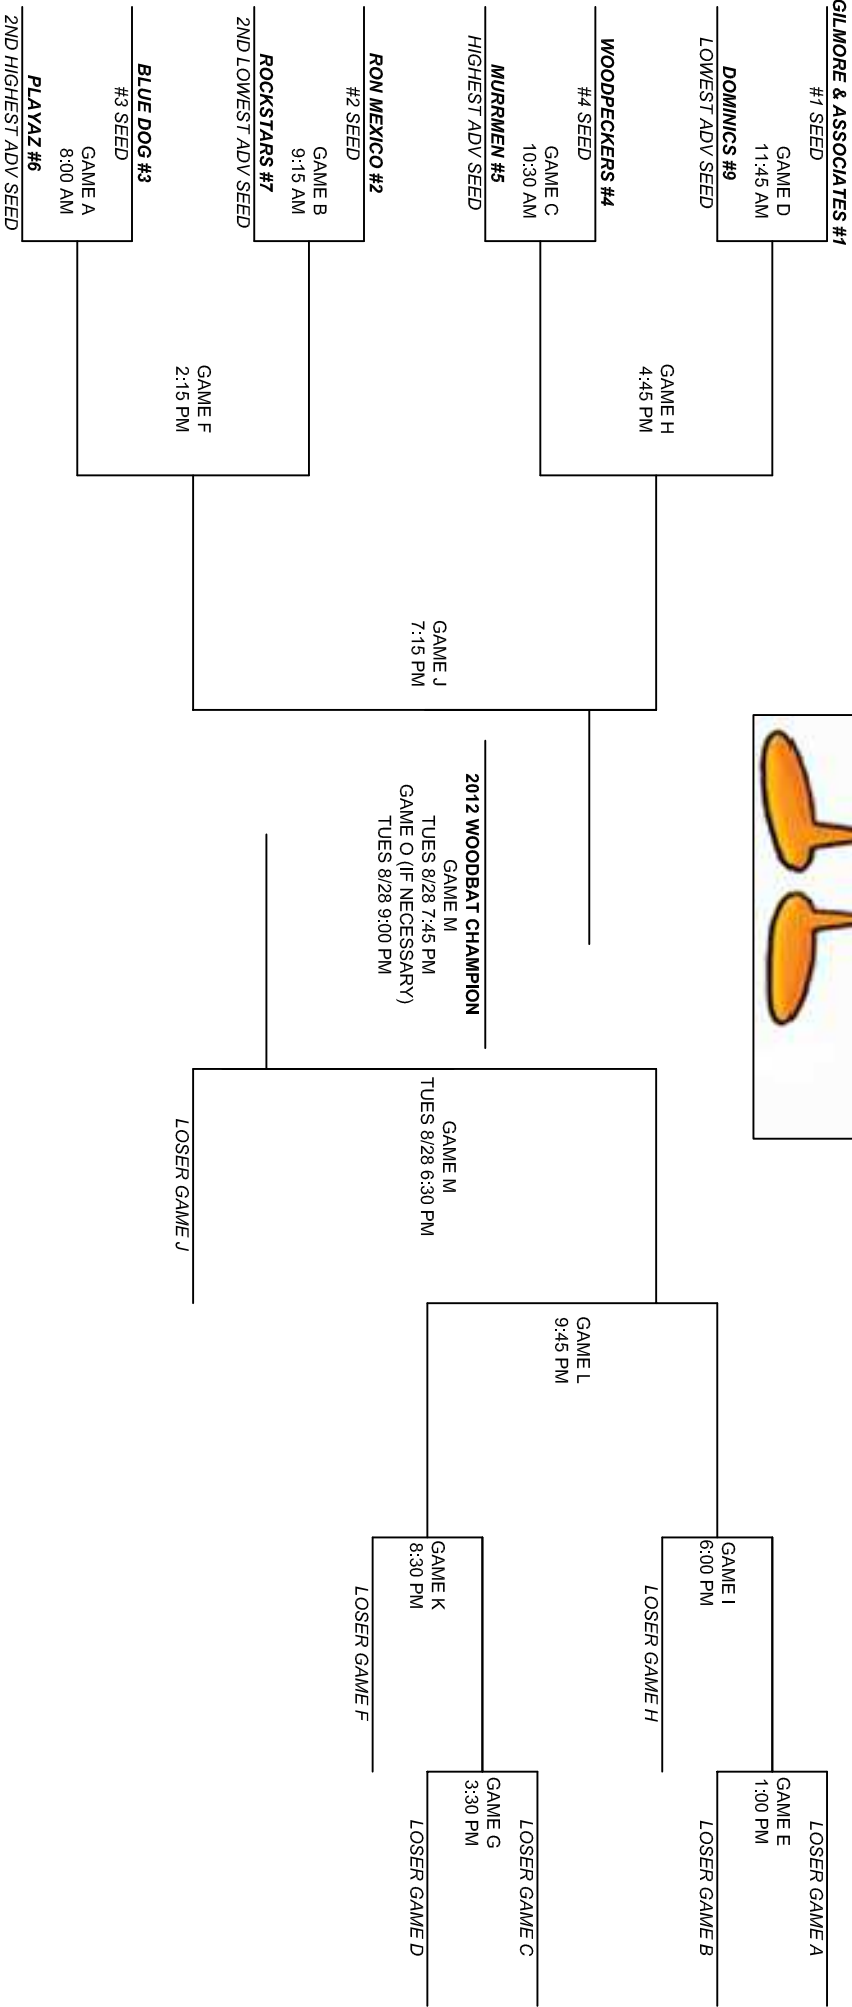 GILMORE & ASSOCIATES #1
#1 SEED
GAME D
11:45 AM
DOMINICS #9
LOWEST ADV SEED
WOODPECKERS #4
#4 SEED
GAME C
10:30 AM
MURRMEN #5
HIGHEST ADV SEED
RON MEXICO #2
#2 SEED
GAME B
9:15 AM
ROCKSTARS #7
2ND LOWEST ADV SEED
BLUE DOG #3
#3 SEED
GAME A
8:00 AM
PLAYAZ #6
2ND HIGHEST ADV SEED
GAME H
4:45 PM
GAME F
2:15 PM
GAME J
7:15 PM
2012 WOODBAT CHAMPION
GAME M
TUES 8/28 7:45 PM
GAME O (IF NECESSARY)
TUES 8/28 9:00 PM
GAME M
TUES 8/28 6:30 PM
LOSER GAME J
GAME L
9:45 PM
GAME I
6:00 PM
LOSER GAME H
GAME K
8:30 PM
LOSER GAME F
LOSER GAME A
GAME E
1:00 PM
LOSER GAME B
LOSER GAME C
GAME G
3:30 PM
LOSER GAME D